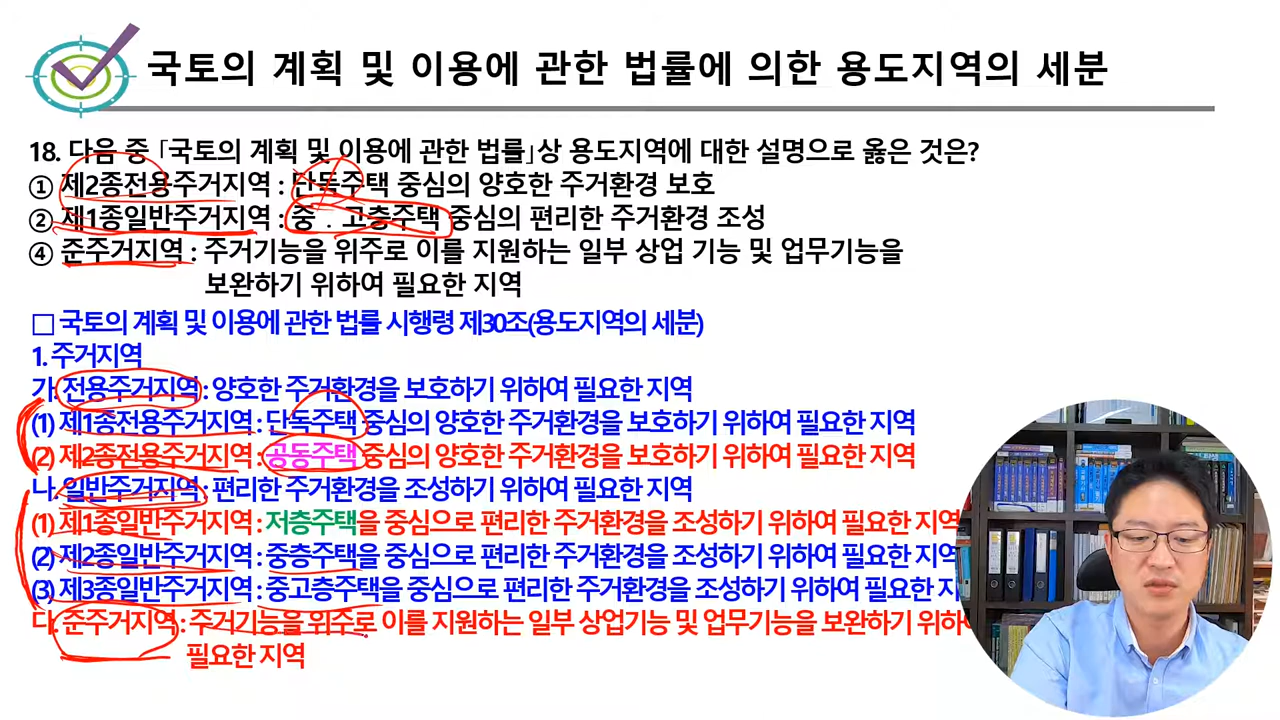 국토의 계획 및 이용에 관한 법률에 의한 용도지역의 세분
18. 다음 중 「국토의 계획 및 이용에 관한 법률」상 용도지역에 대한 설명으로 옳은 것은?
① 제2종전용주거지역 : 단독주택 중심의 양호한 주거환경 보호
② 제1종일반주거지역 : 중 . 고층주택 중심의 편리한 주거환경 조성
④ 준주거지역 : 주거기능을 위주로 이를 지원하는 일부 상업 기능 및 업무기능을
보완하기 위하여 필요한 지역
□ 국토의 계획 및 이용에 관한 법률 시행령 제30조(용도지역의 세분)
1. 주거지역
가. 전용주거지역 : 양호한 주거환경을 보호하기 위하여 필요한 지역
(1) 제1종전용주거지역 : 단독주택 중심의 양호한 주거환경을 보호하기 위하여 필요한 지역
(2) 제2종전용주거지역 : 공동주택 중심의 양호한 주거환경을 보호하기 위하여 필요한 지역
나. 일반주거지역 : 편리한 주거환경을 조성하기 위하여 필요한 지역
(1) 제1종일반주거지역 : 저층주택을 중심으로 편리한 주거환경을 조성하기 위하여 필요한 지역
(2) 제2종일반주거지역 : 중층주택을 중심으로 편리한 주거환경을 조성하기 위하여 필요한 지
(3) 제3종일반주거지역 : 중고층주택을 중심으로 편리한 주거환경을 조성하기 위하여 필요한 지
다. 준주거지역 : 주거기능을 위주로 이를 지원하는 일부 상업기능 및 업무기능을 보완하기 위하
필요한 지역